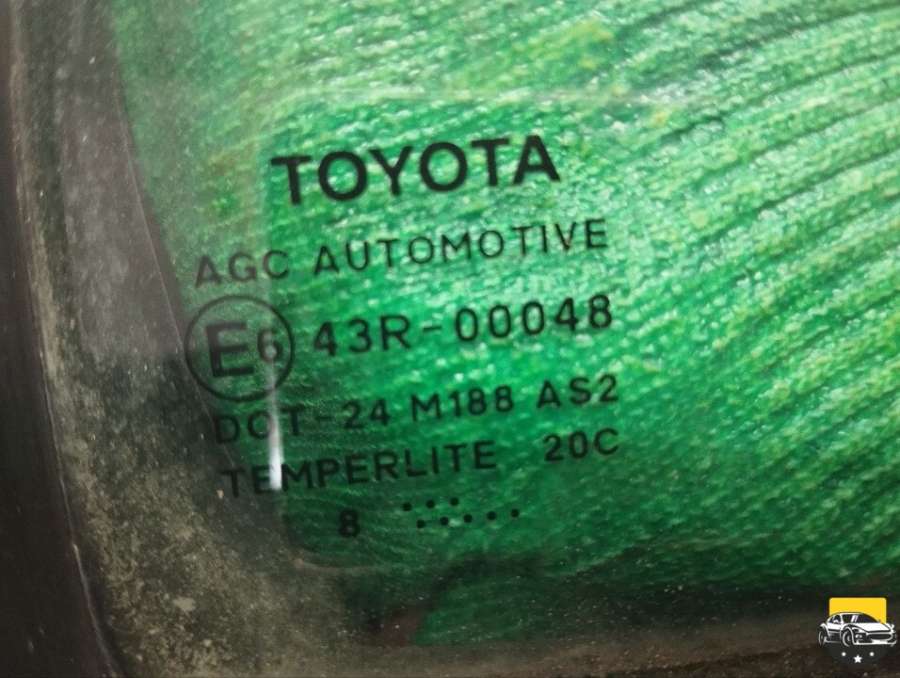 TOYOTA
AGC AUTOMOTIVE
E6 43R-00048
DOT-24 M188 AS2
TEMPERLITE 20C
8